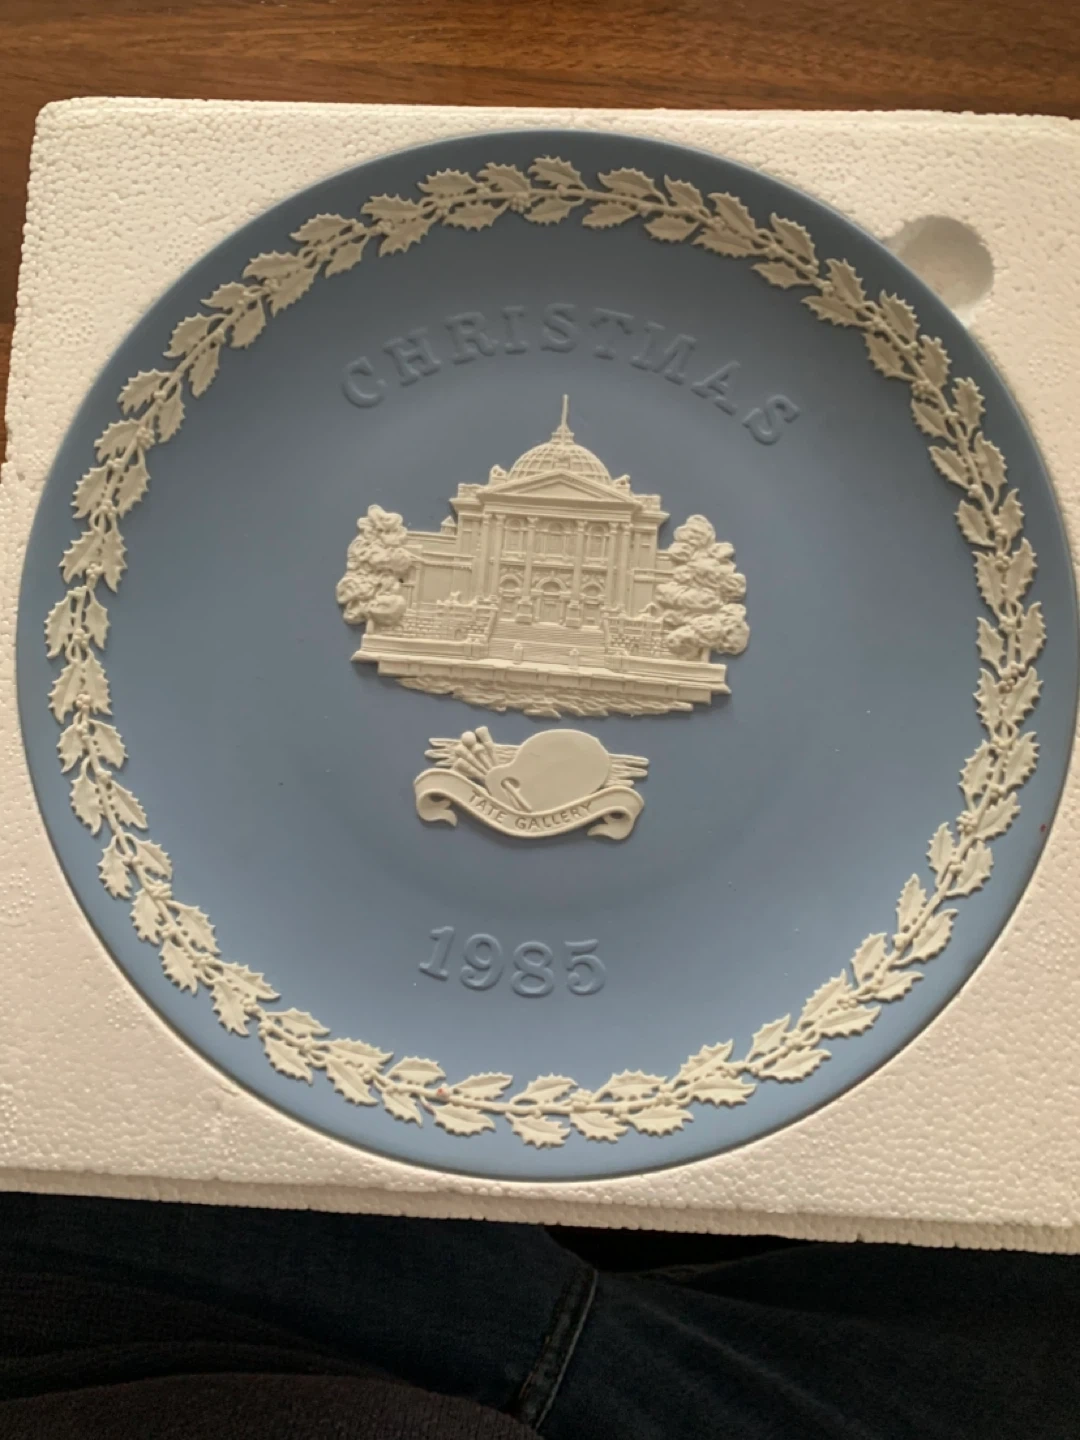 CHRISTMAS
TATE GALLERY
1985